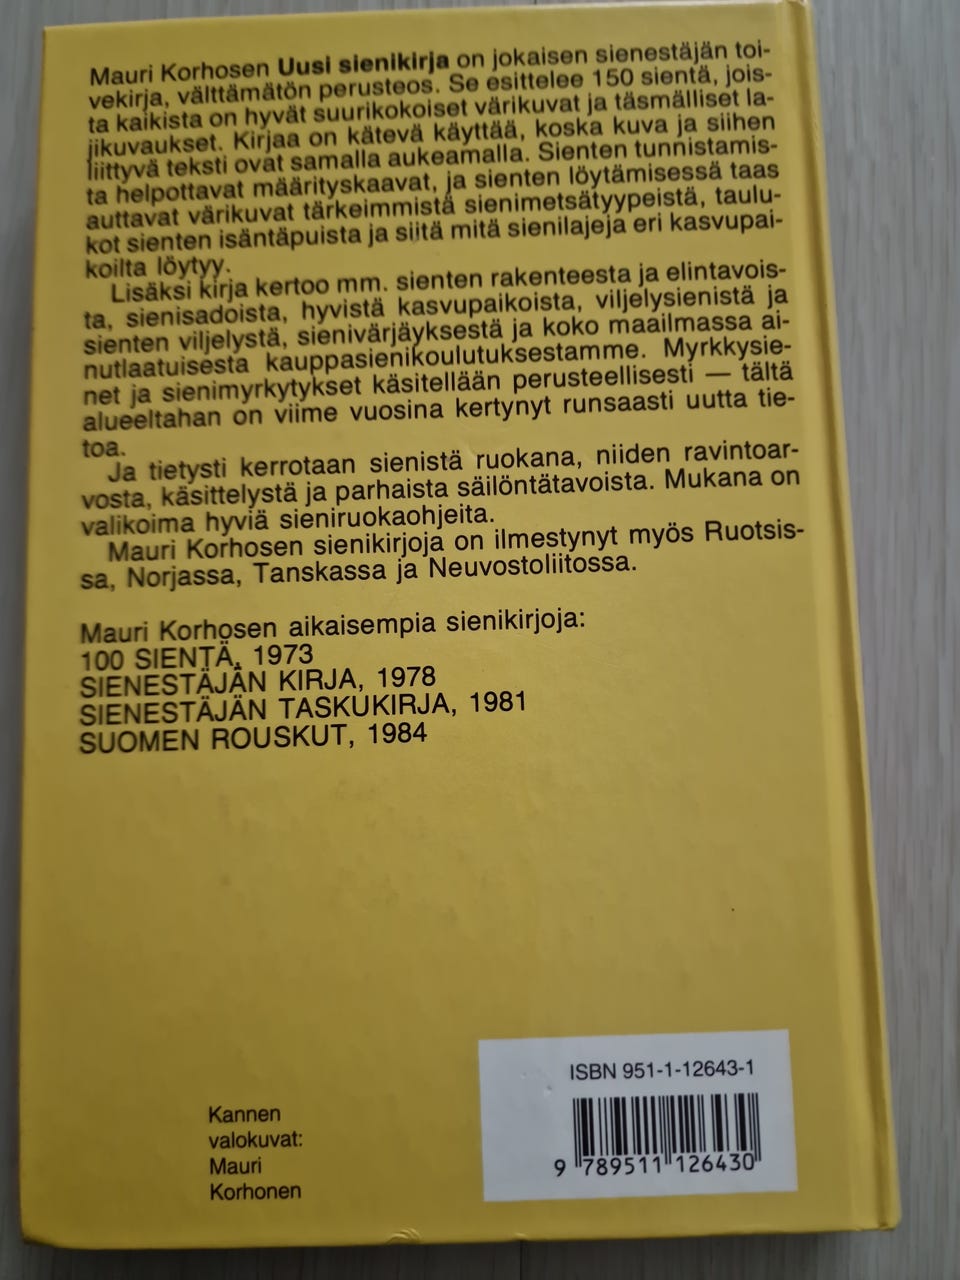 Mauri Korhosen Uusi sienikirja on jokaisen sienestäjän toi-
vekirja, välttämätön perusteos. Se esittelee 150 sientä, jois-
ta kaikista on hyvät suurikokoiset värikuvat ja täsmälliset la-
jikuvaukset. Kirjaa on kätevä käyttää, koska kuva ja siihen
liittyvä teksti ovat samalla aukeamalla. Sienten tunnistamis-
ta helpottavat määrityskaavat, ja sienten löytämisessä taas
auttavat värikuvat tärkeimmistä sienimetsätyypeistä, taulu-
kot sienten isäntäpuista ja siitä mitä sienilajeja eri kasvupai-
koilta löytyy.
Lisäksi kirja kertoo mm. sienten rakenteesta ja elintavois-
ta, sienisadoista, hyvistä kasvupaikoista, viljelysienistä ja
sienten viljelystä, sienivärjäyksestä ja koko maailmassa ai-
nutlaatuisesta kauppasienikoulutuksestamme. Myrkkysie-
net ja sienimyrkytykset käsitellään perusteellisesti — tältä
alueeltahan on viime vuosina kertynyt runsaasti uutta tie-
toa.
Ja tietysti kerrotaan sienistä ruokana, niiden ravintoar-
vosta, käsittelystä ja parhaista säilöntätavoista. Mukana on
valikoima hyviä sieniruokaohjeita.
Mauri Korhosen sienikirjoja on ilmestynyt myös Ruotsis-
sa, Norjassa, Tanskassa ja Neuvostoliitossa.
Mauri Korhosen aikaisempia sienikirjoja:
100 SIENTÄ, 1973
SIENESTÄJÄN KIRJA, 1978
SIENESTÄJÄN TASKUKIRJA, 1981
SUOMEN ROUSKUT, 1984
Kannen
valokuvat:
Mauri
Korhonen
ISBN 951-1-12643-1
9 789511 126430